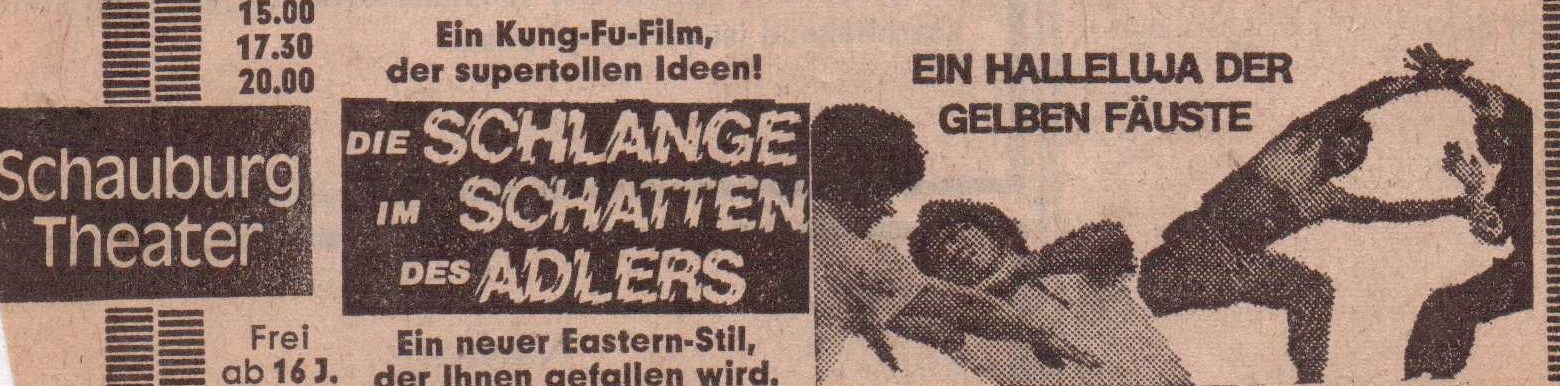 15.00
17.30
20.00
Schauburg
Theater
Frei
ab 16 J.
Ein Kung-Fu-Film,
der supertollen Ideen!
DIE SCHLANGE
IM SCHATTEN
DES ADLERS
Ein neuer Eastern-Stil,
der Ihnen gefallen wird.
EIN HALLELUJA DER
GELBEN FÄUSTE